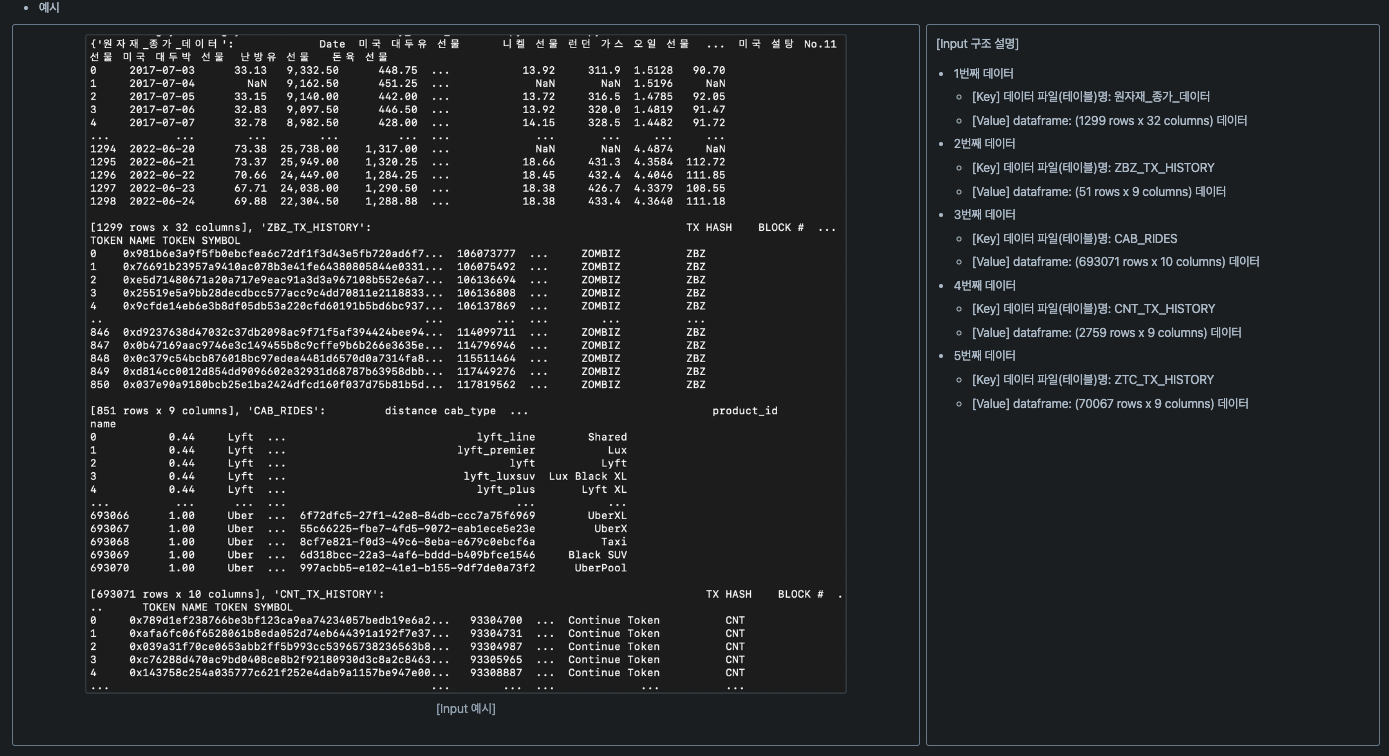 예시
{'원자재_종가_데이터': Date 미국 대두유 선물 니켈 선물 런던 가스 오일 선물 ... 미국 설탕 No.11
선물 미국 대두박 선물 난방유 선물 돈육 선물
0 2017-07-03 33.13 9,332.50 448.75 ... 13.92 311.9 1.5128 90.70
1 2017-07-04 NaN 9,162.50 451.25 ... NaN NaN 1.5196 NaN
2 2017-07-05 33.15 9,140.00 442.00 ... 13.72 316.5 1.4785 92.05
3 2017-07-06 32.83 9,097.50 446.50 ... 13.92 320.0 1.4819 91.47
4 2017-07-07 32.78 8,982.50 428.00 ... 14.15 328.5 1.4482 91.72
... ... ... ... ... ... ... ... ... ...
1294 2022-06-20 73.38 25,738.00 1,317.00 ... NaN NaN 4.4874 NaN
1295 2022-06-21 73.37 25,949.00 1,320.25 ... 18.66 431.3 4.3584 112.72
1296 2022-06-22 70.66 24,449.00 1,284.25 ... 18.45 432.4 4.4046 111.85
1297 2022-06-23 67.71 24,038.00 1,290.50 ... 18.38 426.7 4.3379 108.55
1298 2022-06-24 69.88 22,304.50 1,288.88 ... 18.38 433.4 4.3640 111.18
[1299 rows x 32 columns], 'ZBZ_TX_HISTORY': TX HASH BLOCK # ...
TOKEN NAME TOKEN SYMBOL
0 0x981b6e3a9f5fb0ebcfea6c72df1f3d43e5fb720ad6f7... 106073777 ... ZOMBIZ ZBZ
1 0x76691b23957a9410ac078b3e41fe64380805844e0331... 106075492 ... ZOMBIZ ZBZ
2 0xe5d71480671a20a717e9eac91a3d3a967108b552e6a7... 106136694 ... ZOMBIZ ZBZ
3 0x25519e5a9bb28decdbcc577acc9c4dd70811e2118833... 106136808 ... ZOMBIZ ZBZ
4 0x9cfde14eb6e3b8df05db53a220cfd60191b5bd6bc937... 106137869 ... ZOMBIZ ZBZ
.. ... ... ... ... ...
846 0xd9237638d47032c37db2098ac9f71f5af394424bee94... 114099711 ... ZOMBIZ ZBZ
847 0x0b47169aac9746e3c149455b8c9cffe9b6b266e3635e... 114796946 ... ZOMBIZ ZBZ
848 0x0c379c54bcb876018bc97edea4481d6570d0a7314fa8... 115511464 ... ZOMBIZ ZBZ
849 0xd814cc0012d854dd9096602e32931d68787b63958dbb... 117449276 ... ZOMBIZ ZBZ
850 0x037e90a9180bcb25e1ba2424dfcd160f037d75b81b5d... 117819562 ... ZOMBIZ ZBZ
[851 rows x 9 columns], 'CAB_RIDES': distance cab_type ... product_id
name
0 0.44 Lyft ... lyft_line Shared
1 0.44 Lyft ... lyft_premier Lux
2 0.44 Lyft ... lyft Lyft
3 0.44 Lyft ... lyft_luxsuv Lux Black XL
4 0.44 Lyft ... lyft_plus Lyft XL
... ... ... ... ... ...
693066 1.00 Uber ... 6f72dfc5-27f1-42e8-84db-ccc7a75f6969 UberXL
693067 1.00 Uber ... 55c66225-fbe7-4fd5-9072-eab1ece5e23e UberX
693068 1.00 Uber ... 8cf7e821-f0d3-49c6-8eba-e679c0ebcf6a Taxi
693069 1.00 Uber ... 6d318bcc-22a3-4af6-bddd-b409bfce1546 Black SUV
693070 1.00 Uber ... 997acbb5-e102-41e1-b155-9df7de0a73f2 UberPool
[693071 rows x 10 columns], 'CNT_TX_HISTORY': TX HASH BLOCK # .
.. TOKEN NAME TOKEN SYMBOL
0 0x789d1ef238766be3bf123ca9ea74234057bedb19e6a2... 93304700 ... Continue Token CNT
1 0xafa6fc06f6528061b8eda052d74eb644391a192f7e37... 93304731 ... Continue Token CNT
2 0x039a31f70ce0653abb2ff5b993cc53965738236563b8... 93304987 ... Continue Token CNT
3 0xc76288d470ac9bd0408ce8b2f92180930d3c8a2c8463... 93305965 ... Continue Token CNT
4 0x143758c254a035777c621f252e4dab9a1157be947e00... 93308887 ... Continue Token CNT
... ... ... ... ... ...
[Input 예시]
[Input 구조 설명]
1번째 데이터
[Key] 데이터 파일(테이블)명: 원자재_종가_데이터
[Value] dataframe: (1299 rows x 32 columns) 데이터
2번째 데이터
[Key] 데이터 파일(테이블)명: ZBZ_TX_HISTORY
[Value] dataframe: (51 rows x 9 columns) 데이터
3번째 데이터
[Key] 데이터 파일(테이블)명: CAB_RIDES
[Value] dataframe: (693071 rows x 10 columns) 데이터
4번째 데이터
[Key] 데이터 파일(테이블)명: CNT_TX_HISTORY
[Value] dataframe: (2759 rows x 9 columns) 데이터
5번째 데이터
[Key] 데이터 파일(테이블)명: ZTC_TX_HISTORY
[Value] dataframe: (70067 rows x 9 columns) 데이터